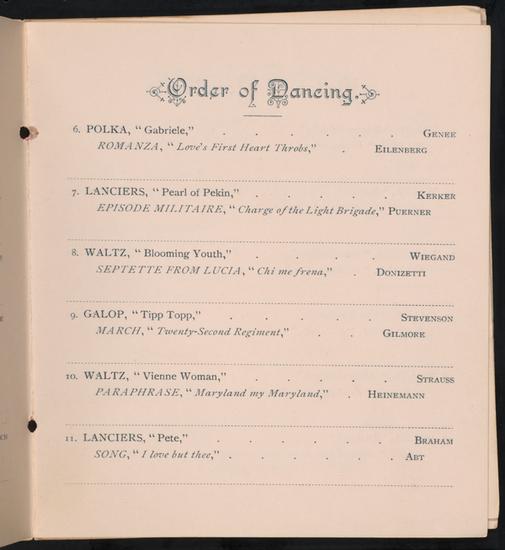 Order of Dancing.
6. POLKA, "Gabriele," . . . . . GENEE
ROMANZA, "Love's First Heart Throbs," . EILENBERG
7. LANCIERS, "Pearl of Pekin," . . . . KERKER
EPISODE MILITAIRE, "Charge of the Light Brigade," PUERNER
8. WALTZ, "Blooming Youth," . . . . WIEGAND
SEPTETTE FROM LUCIA, "Chi me frena," . DONIZETTI
9. GALOP, "Tipp Topp," . . . . . STEVENSON
MARCH, "Twenty-Second Regiment," . . GILMORE
10. WALTZ, "Vienne Woman," . . . . STRAUSS
PARAPHRASE, "Maryland my Maryland," . HEINEMANN
11. LANCIERS, "Pete," . . . . . BRAHAM
SONG, "I love but thee," . . . . . ABT